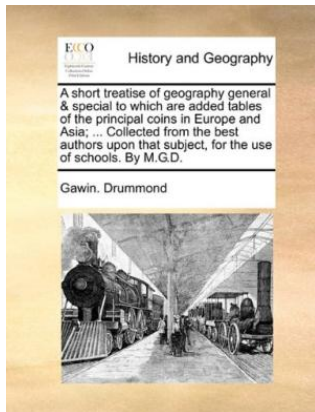 ECCO
History and Geography
A short treatise of geography general
& special to which are added tables
of the principal coins in Europe and
Asia; ... Collected from the best
authors upon that subject, for the use
of schools. By M.G.D.
Gawin. Drummond